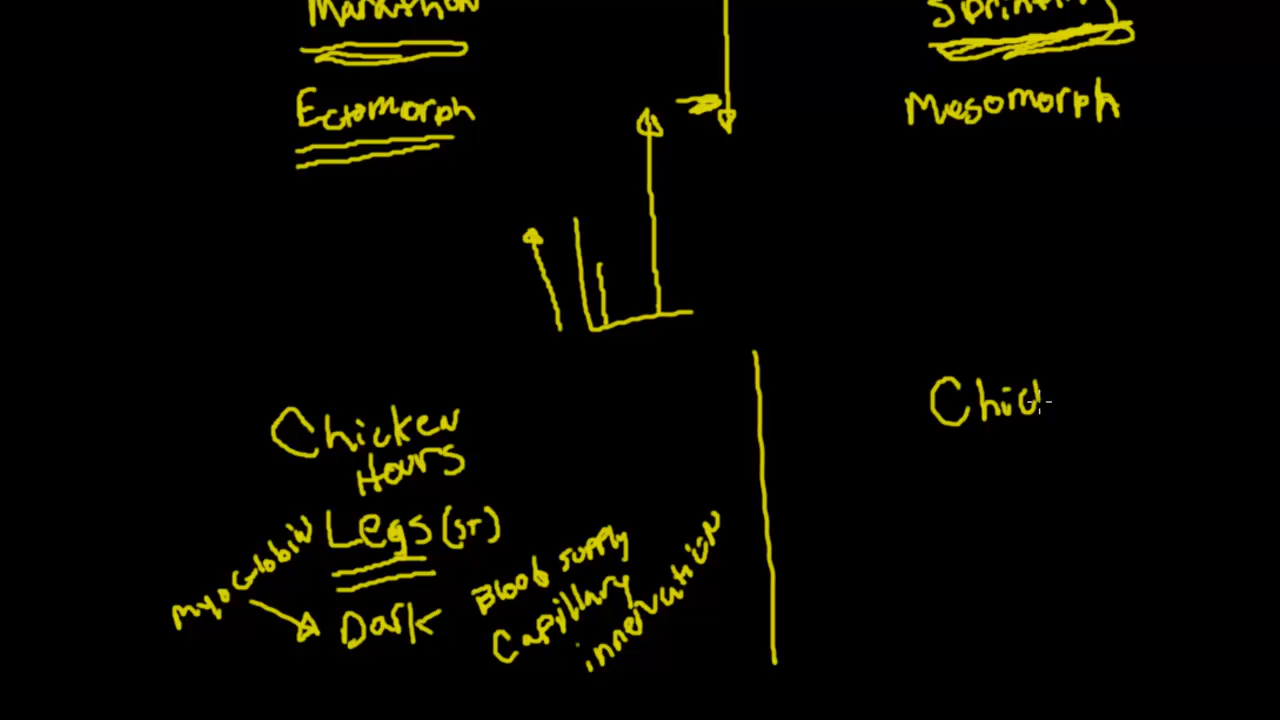 Marathon
Sprinting
Ectomorph
Mesomorph
Chicken
Hours
Legs (ST)
Myoglobin
Dark
Blood supply
Capillary
innervation
Chic